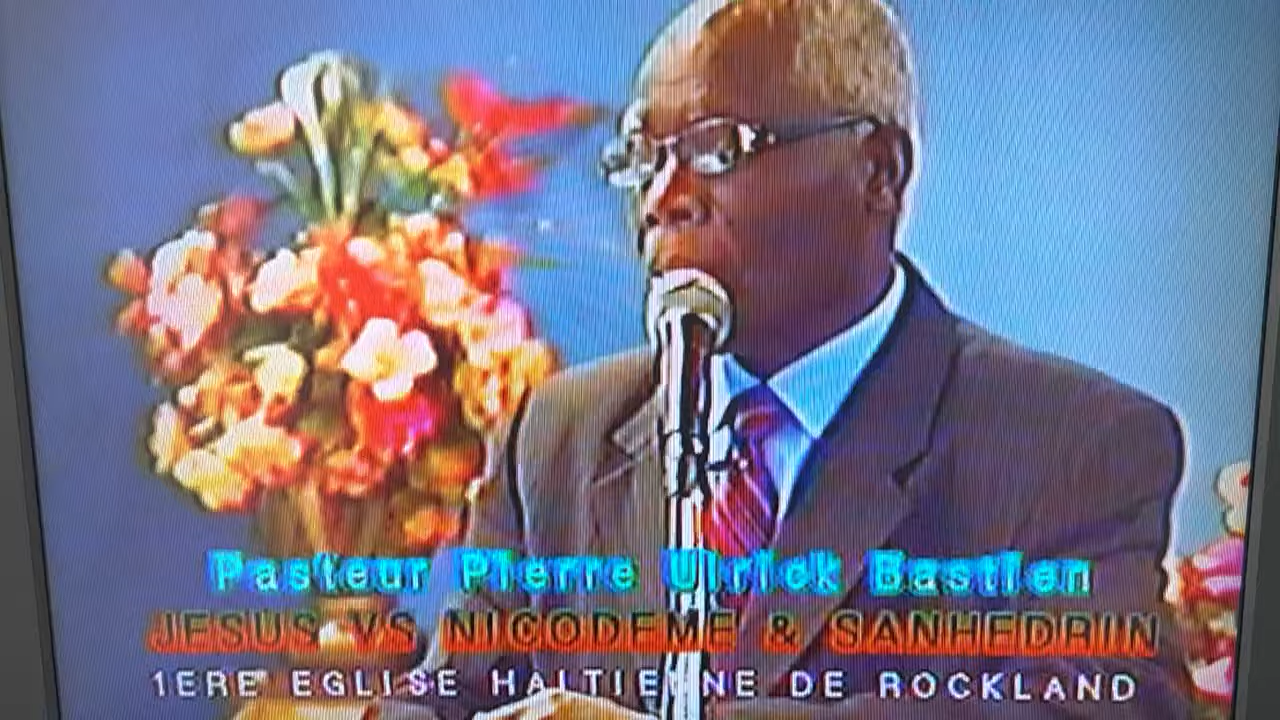 Pasteur Pierre Ulrick Bastien
JESUS VS NICODEME & SANHEDRIN
1ERE EGLISE HAITIENNE DE ROCKLAND